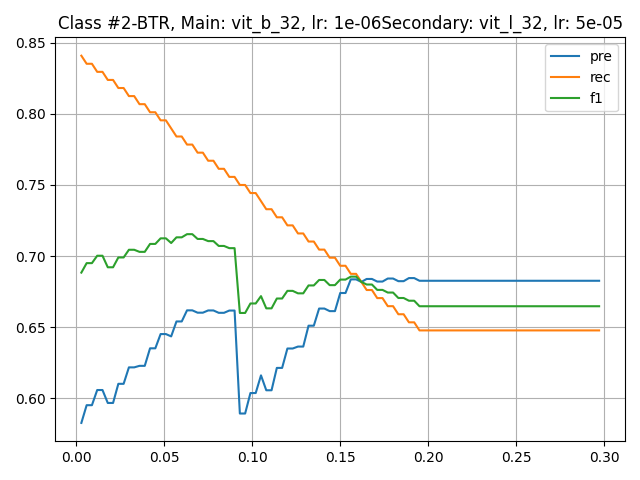 Class #2-BTR, Main: vit_b_32, lr: 1e-06Secondary: vit_l_32, lr: 5e-05
0.85
0.80
0.75
0.70
0.65
0.60
pre
rec
f1
0.00 0.05 0.10 0.15 0.20 0.25 0.30